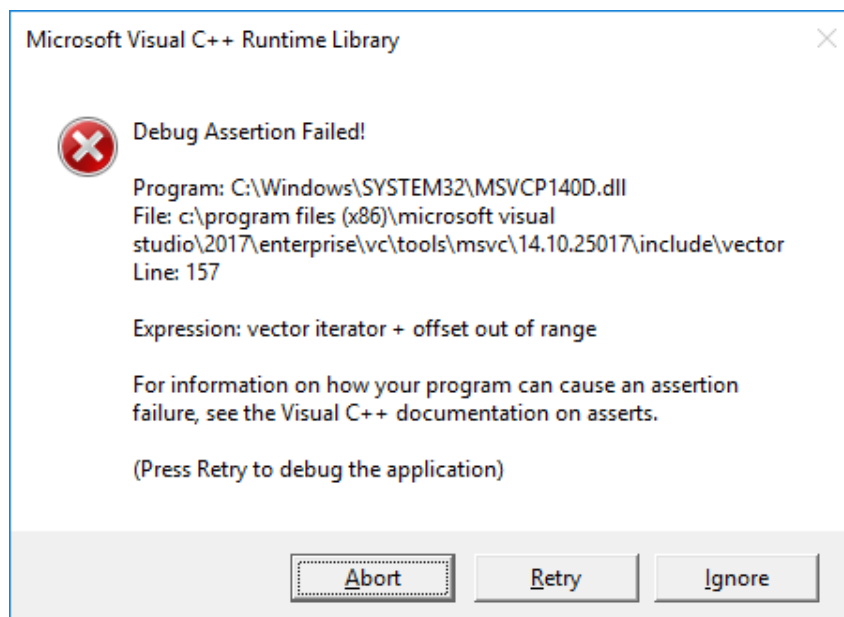 Microsoft Visual C++ Runtime Library
Debug Assertion Failed!
Program: C:\Windows\SYSTEM32\MSVCP140D.dll
File: c:\program files (x86)\microsoft visual
studio\2017\enterprise\vc\tools\msvc\14.10.25017\include\vector
Line: 157
Expression: vector iterator + offset out of range
For information on how your program can cause an assertion
failure, see the Visual C++ documentation on asserts.
(Press Retry to debug the application)
Abort Retry Ignore